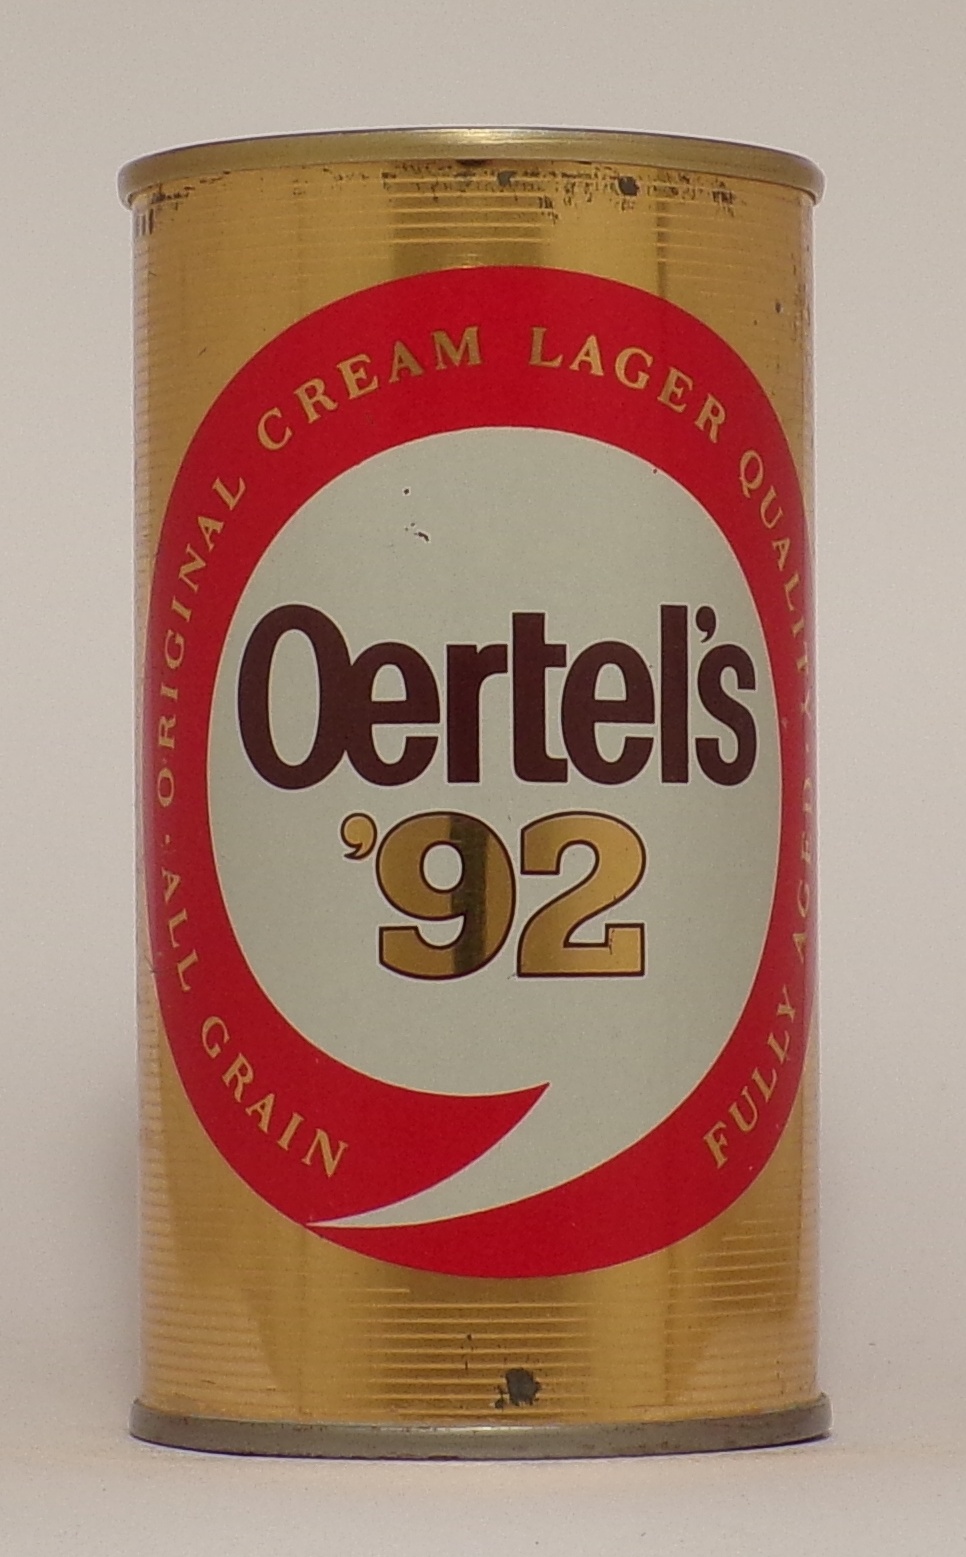 ALL GRAIN · ORIGINAL CREAM LAGER QUALITY · FULLY AGED
Oertel's
'92